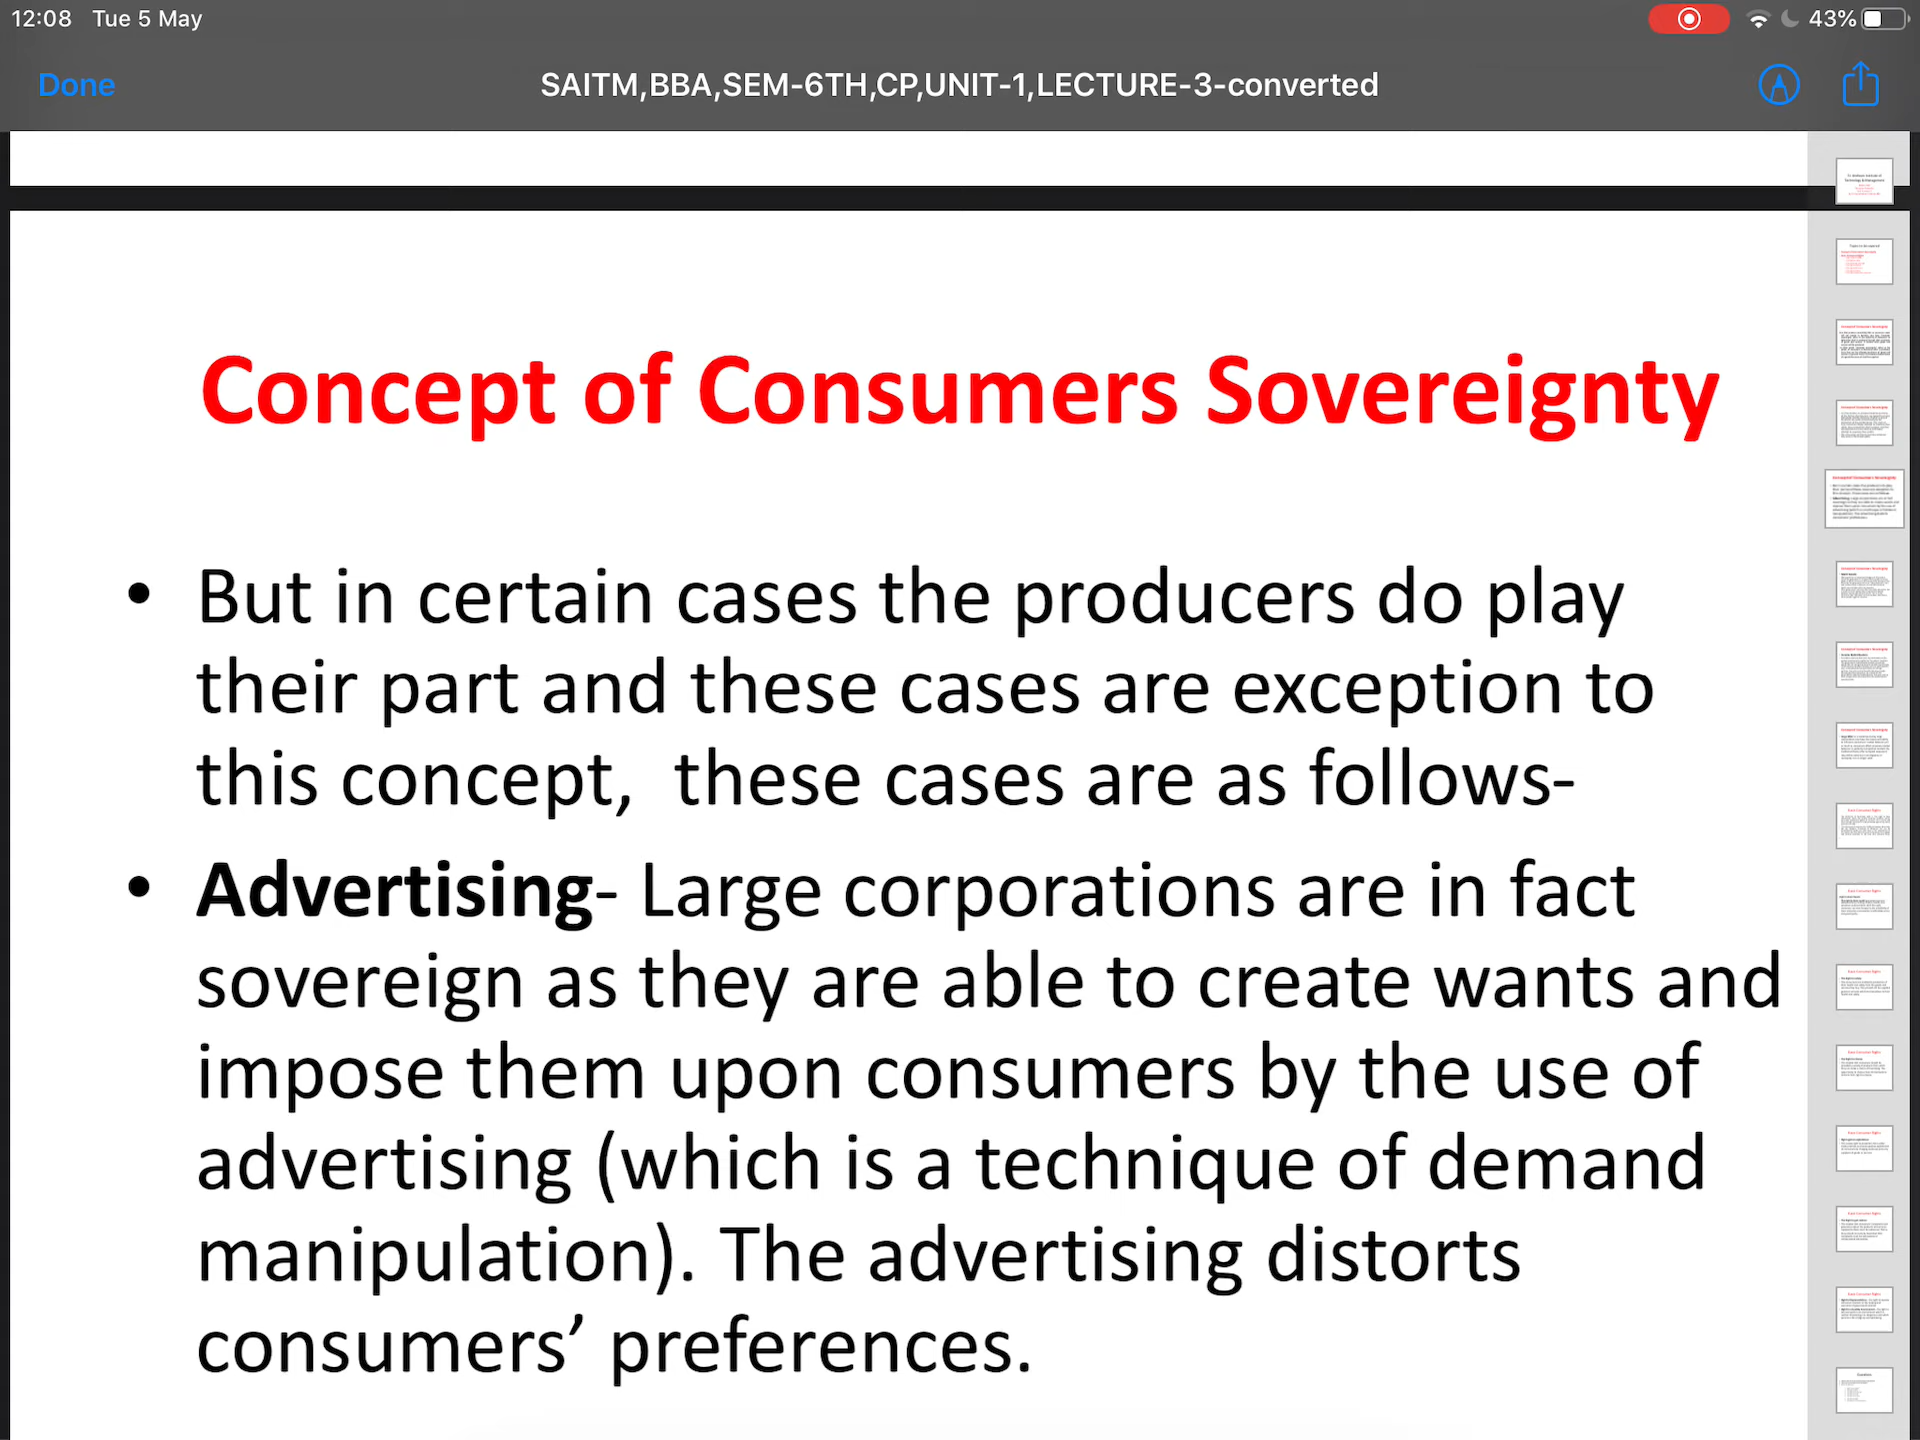 12:08 Tue 5 May
43%
Done
SAITM,BBA,SEM-6TH,CP,UNIT-1,LECTURE-3-converted
Concept of Consumers Sovereignty
• But in certain cases the producers do play
their part and these cases are exception to
this concept, these cases are as follows-
• Advertising- Large corporations are in fact
sovereign as they are able to create wants and
impose them upon consumers by the use of
advertising (which is a technique of demand
manipulation). The advertising distorts
consumers’ preferences.